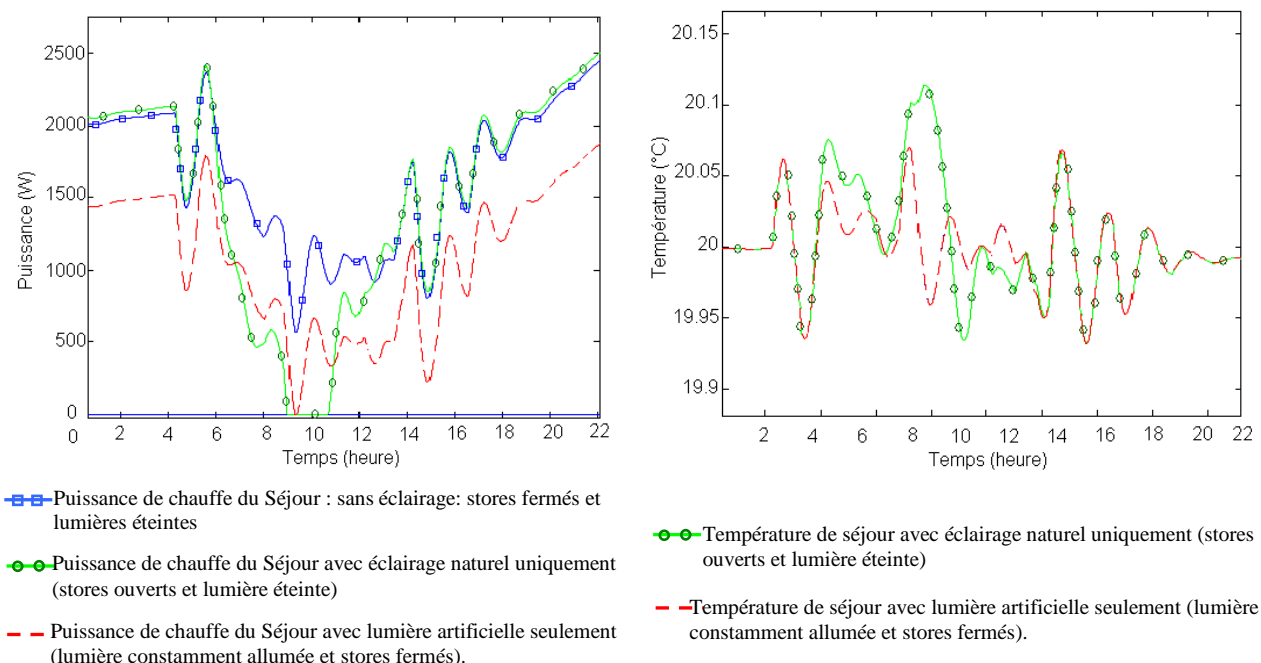 2500
2000
1500
1000
500
0
0
2
4
6
8
10
12
14
16
18
20
22
Puissance (W)
Temps (heure)
Puissance de chauffe du Séjour : sans éclairage: stores fermés et
lumières éteintes
Puissance de chauffe du Séjour avec éclairage naturel uniquement
(stores ouverts et lumière éteinte)
Puissance de chauffe du Séjour avec lumière artificielle seulement
(lumière constamment allumée et stores fermés).
20.15
20.1
20.05
20
19.95
19.9
2
4
6
8
10
12
14
16
18
20
22
Température (°C)
Temps (heure)
Température de séjour avec éclairage naturel uniquement (stores
ouverts et lumière éteinte)
Température de séjour avec lumière artificielle seulement (lumière
constamment allumée et stores fermés).